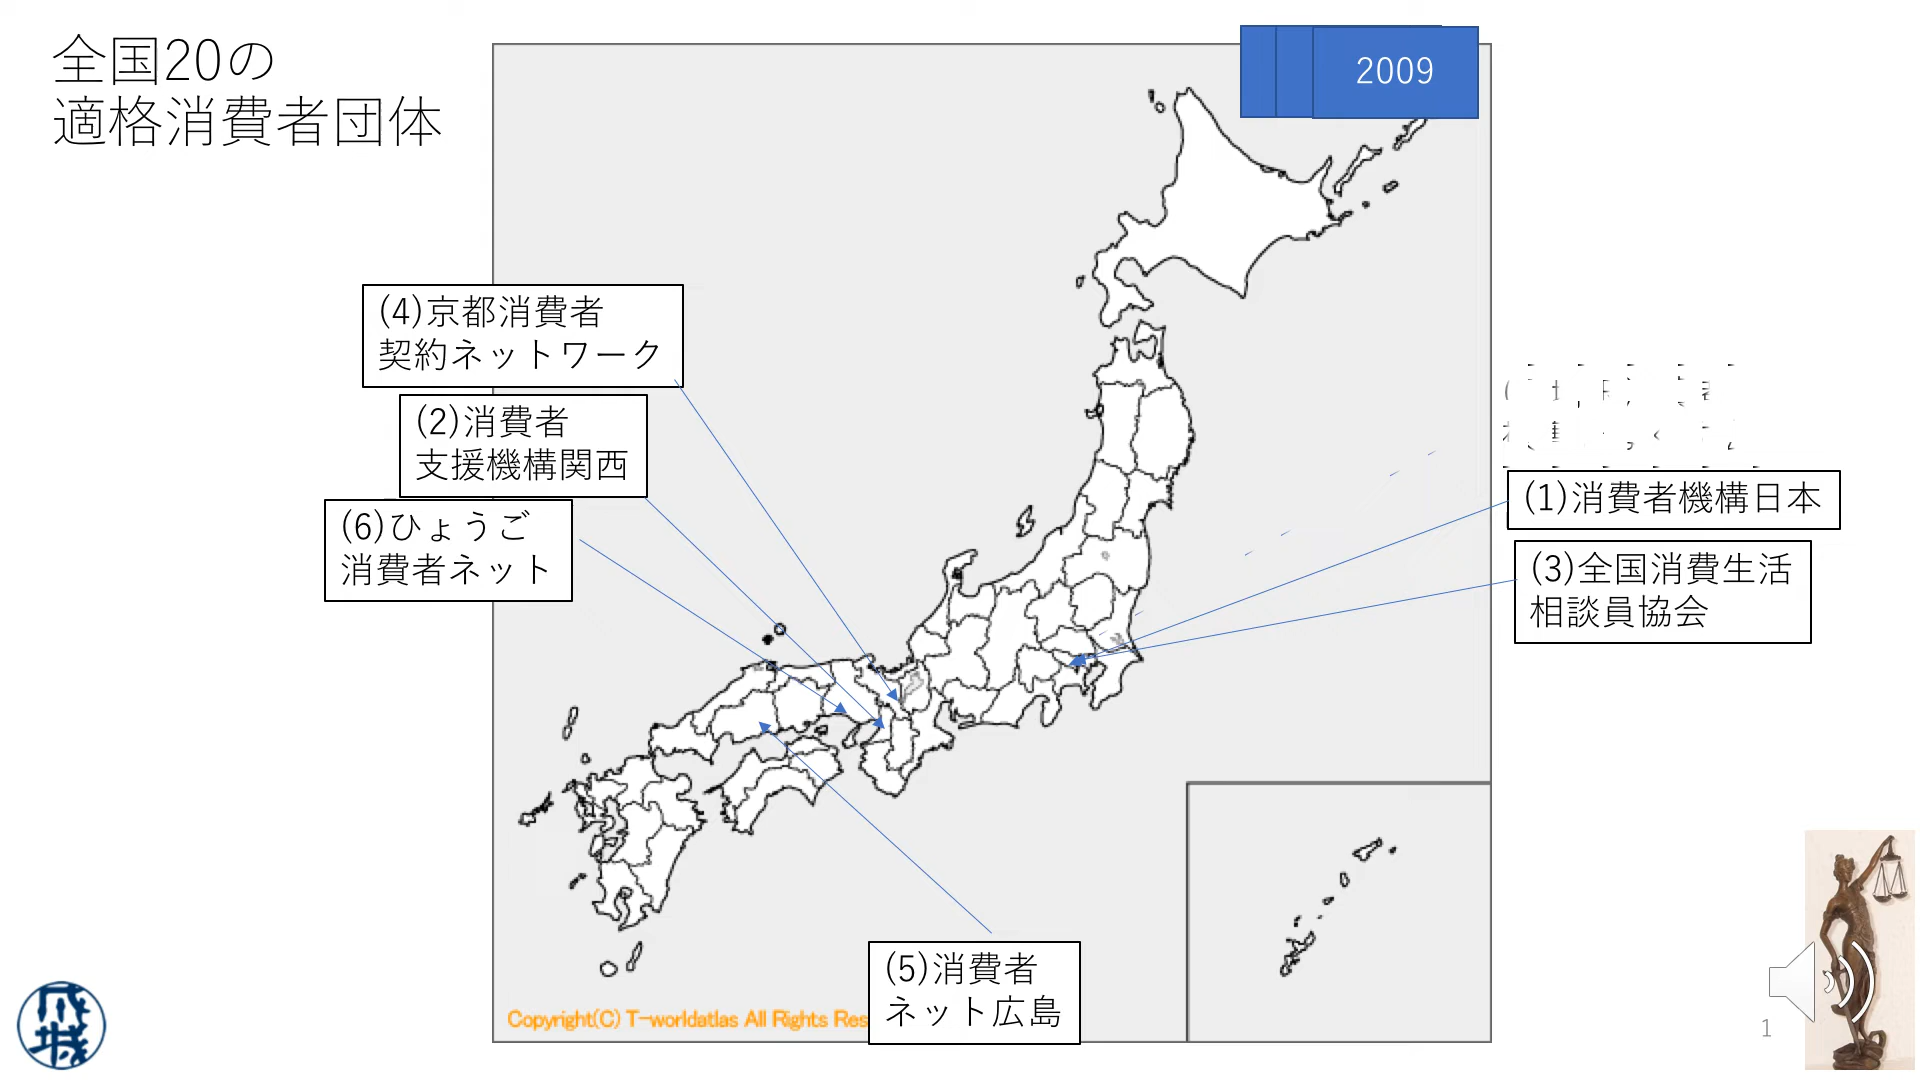 全国20の
適格消費者団体
2009
(4)京都消費者
契約ネットワーク
(2)消費者
支援機構関西
(6)ひょうご
消費者ネット
(1)消費者機構日本
(3)全国消費生活
相談員協会
(5)消費者
ネット広島
Copyright(C) T-worldatlas All Rights Res
1